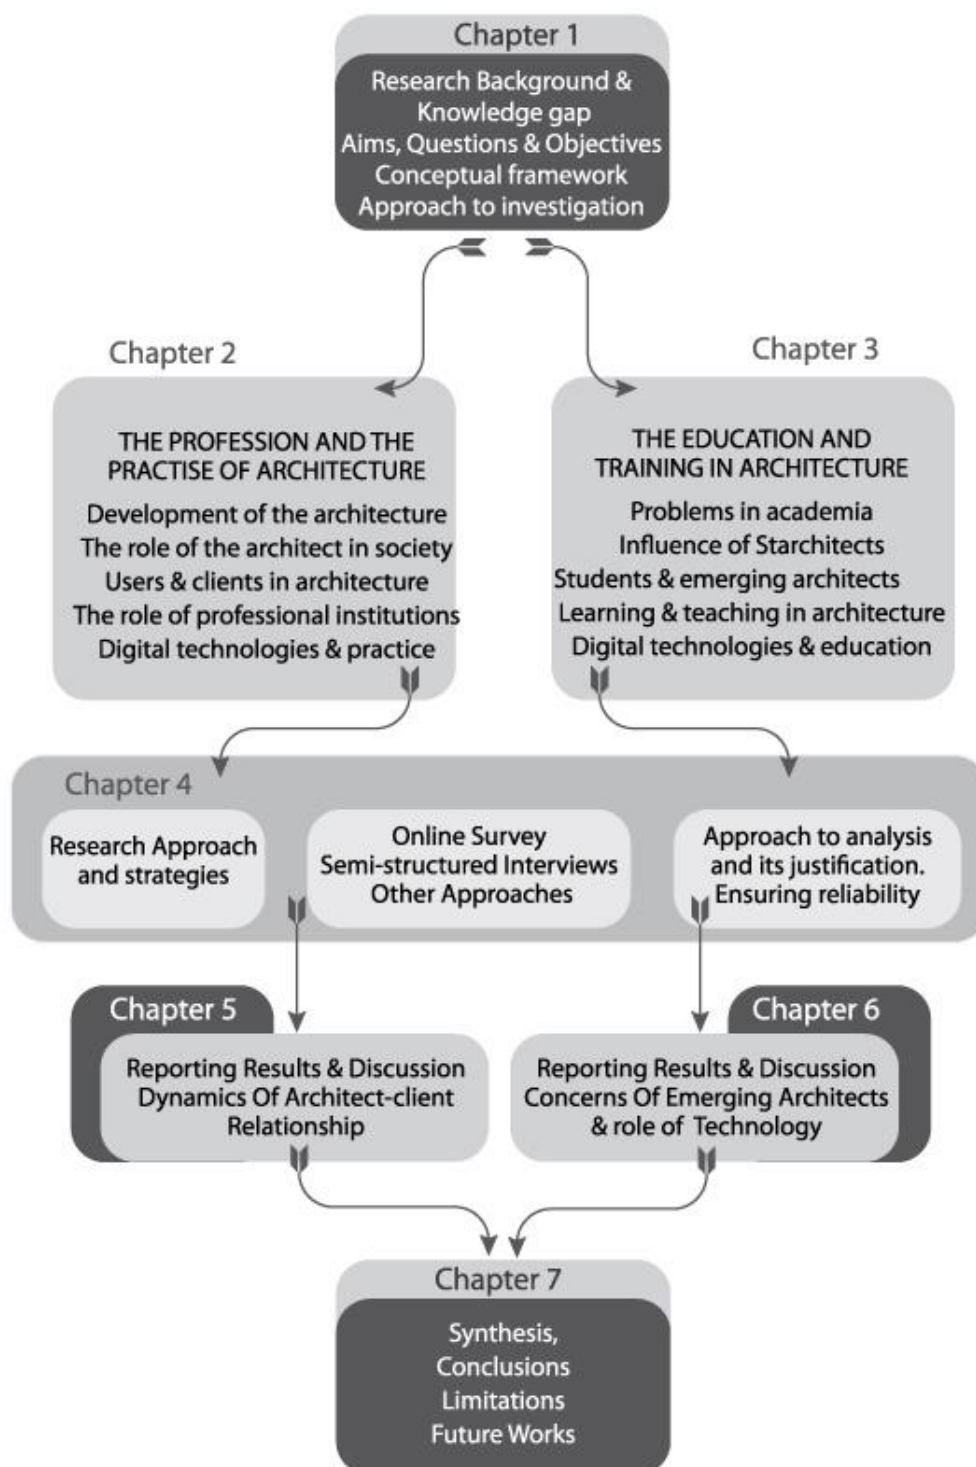 Chapter 1
Research Background &
Knowledge gap
Aims, Questions & Objectives
Conceptual framework
Approach to investigation
Chapter 2
THE PROFESSION AND THE
PRACTISE OF ARCHITECTURE
Development of the architecture
The role of the architect in society
Users & clients in architecture
The role of professional institutions
Digital technologies & practice
Chapter 3
THE EDUCATION AND
TRAINING IN ARCHITECTURE
Problems in academia
Influence of Starchitects
Students & emerging architects
Learning & teaching in architecture
Digital technologies & education
Chapter 4
Research Approach
and strategies
Online Survey
Semi-structured Interviews
Other Approaches
Approach to analysis
and its justification.
Ensuring reliability
Chapter 5
Reporting Results & Discussion
Dynamics Of Architect-client
Relationship
Chapter 6
Reporting Results & Discussion
Concerns Of Emerging Architects
& role of Technology
Chapter 7
Synthesis,
Conclusions
Limitations
Future Works